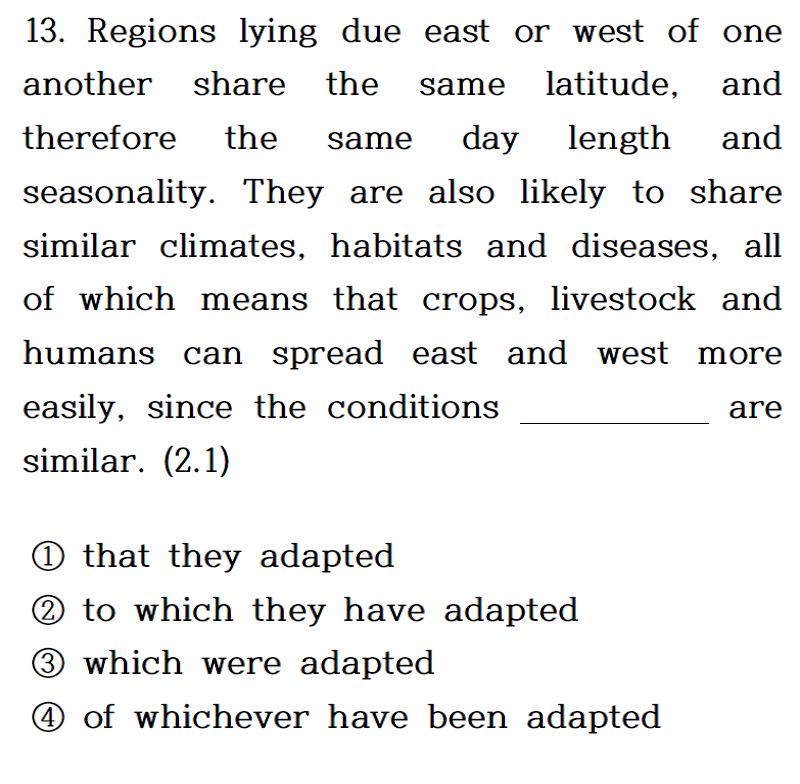 13. Regions lying due east or west of one
another share the same latitude, and
therefore the same day length and
seasonality. They are also likely to share
similar climates, habitats and diseases, all
of which means that crops, livestock and
humans can spread east and west more
easily, since the conditions __________ are
similar. (2.1)
① that they adapted
② to which they have adapted
③ which were adapted
④ of whichever have been adapted